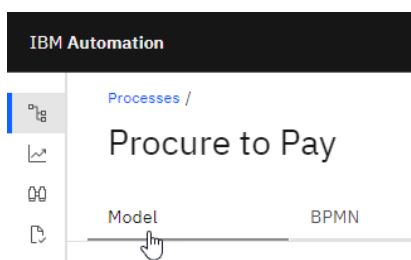 IBM Automation
Processes /
Procure to Pay
Model BPMN